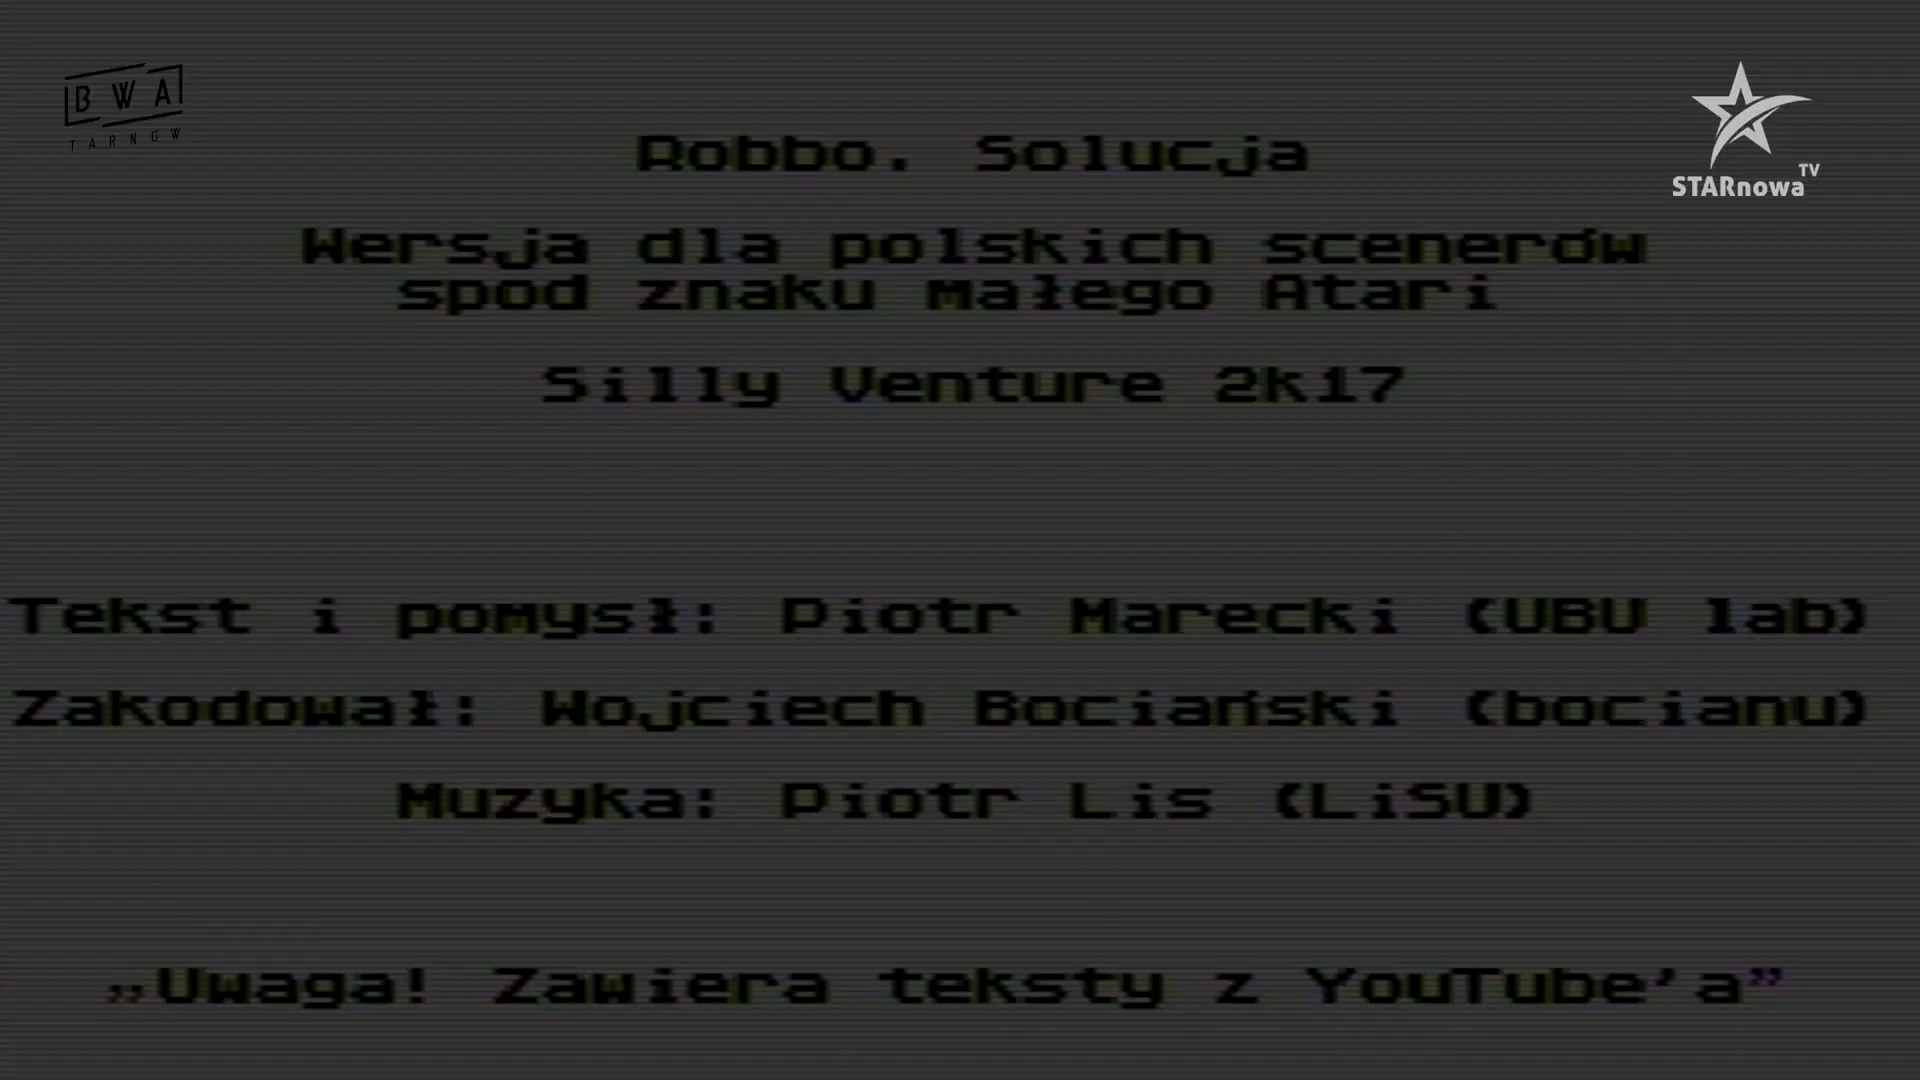 BWA
TARNOW
STARnowa TV
Robbo. Solucja
Wersja dla polskich scenerów
spod znaku małego Atari
Silly Venture 2k17
Tekst i pomysł: Piotr Marecki (UBU lab)
Zakodował: Wojciech Bociański (bocianu)
Muzyka: Piotr Lis (LiSU)
„Uwaga! Zawiera teksty z YouTube’a”